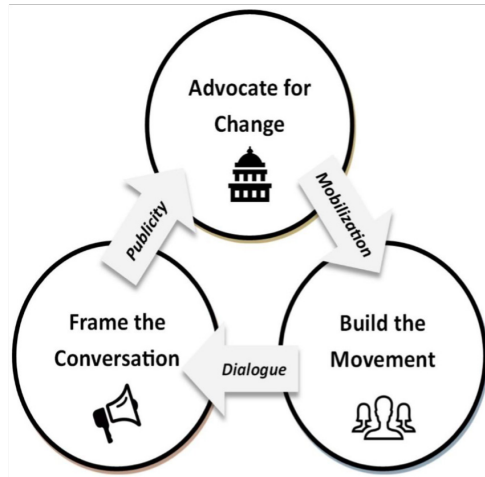 Advocate for
Change
Mobilization
Publicity
Frame the
Conversation
Dialogue
Build the
Movement